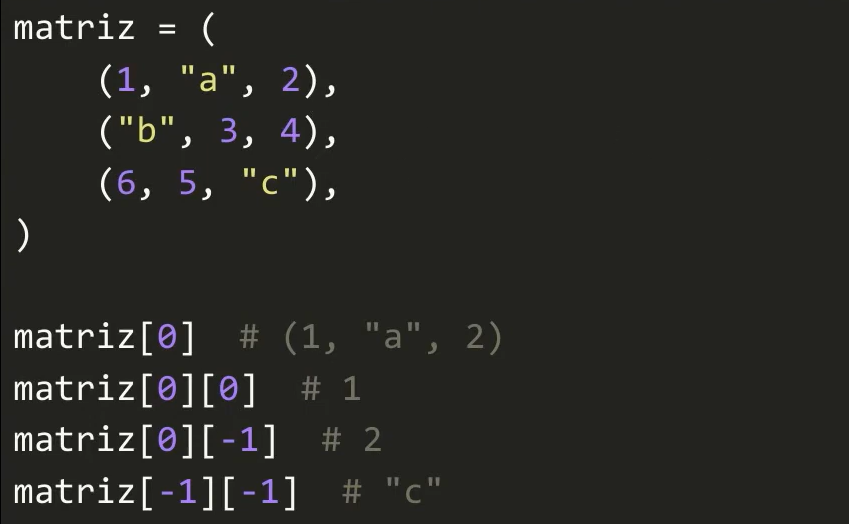 matriz = (
    (1, "a", 2),
    ("b", 3, 4),
    (6, 5, "c"),
)
matriz[0]  # (1, "a", 2)
matriz[0][0]  # 1
matriz[0][-1]  # 2
matriz[-1][-1]  # "c"